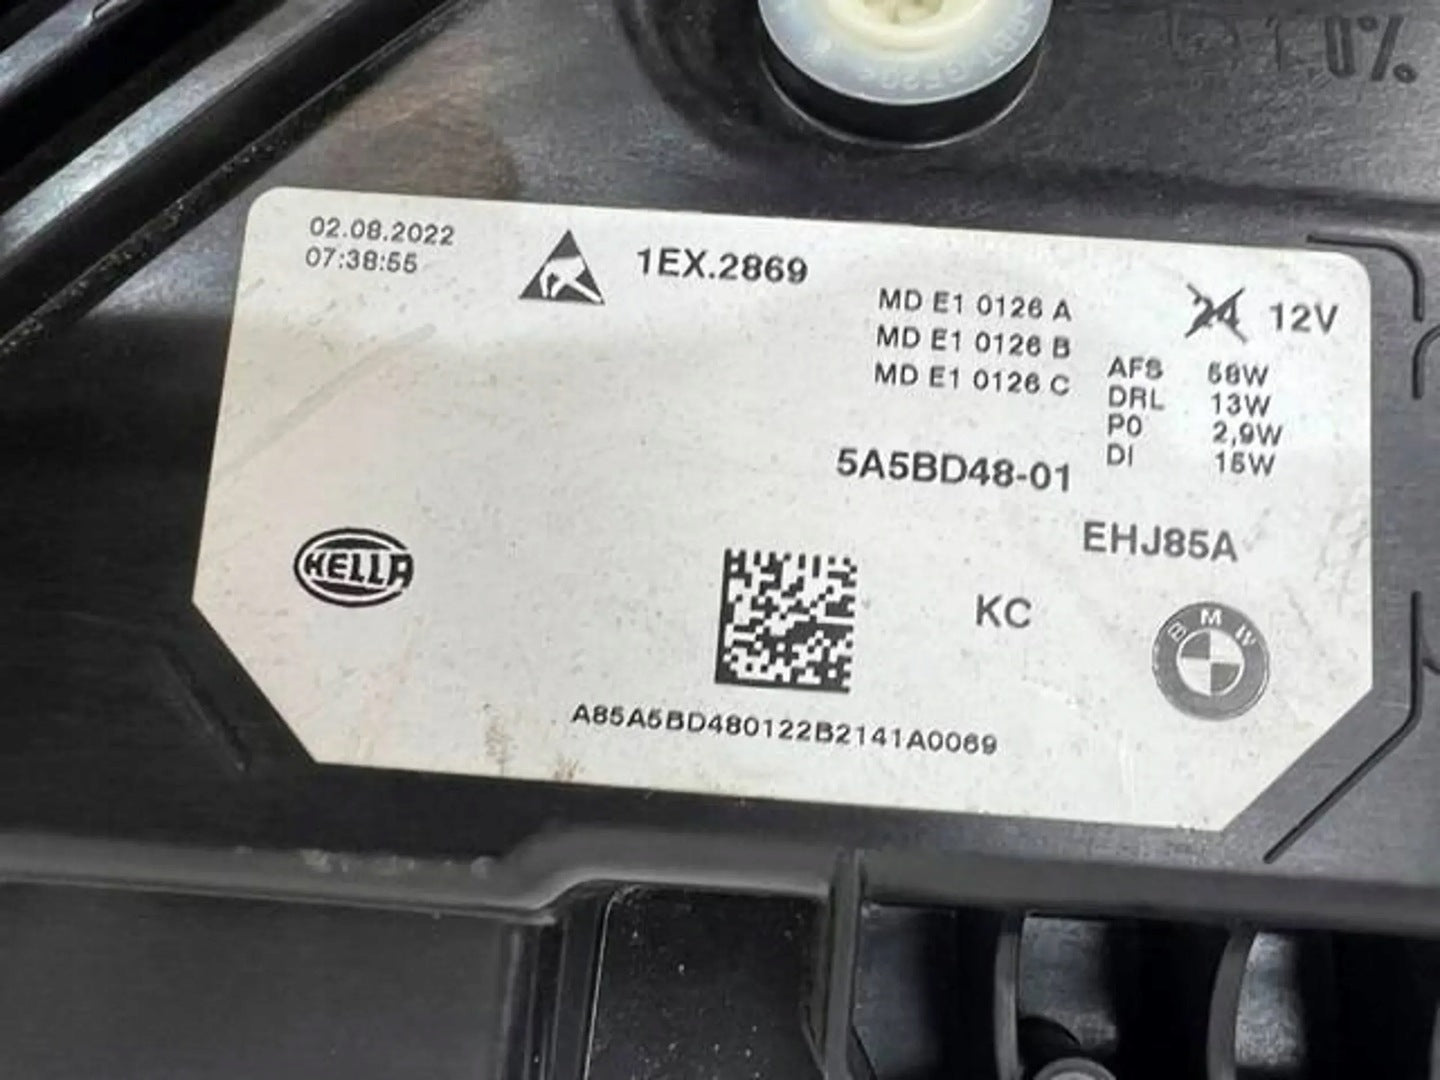 0%
02.08.2022
07:38:55
1EX.2869
MD E1 0126 A
MD E1 0126 B
MD E1 0126 C
24 12V
AFS 58W
DRL 13W
P0 2,9W
DI 15W
5A5BD48-01
EHJ85A
HELLA
KC
BMW
A85A5BD480122B2141A0069